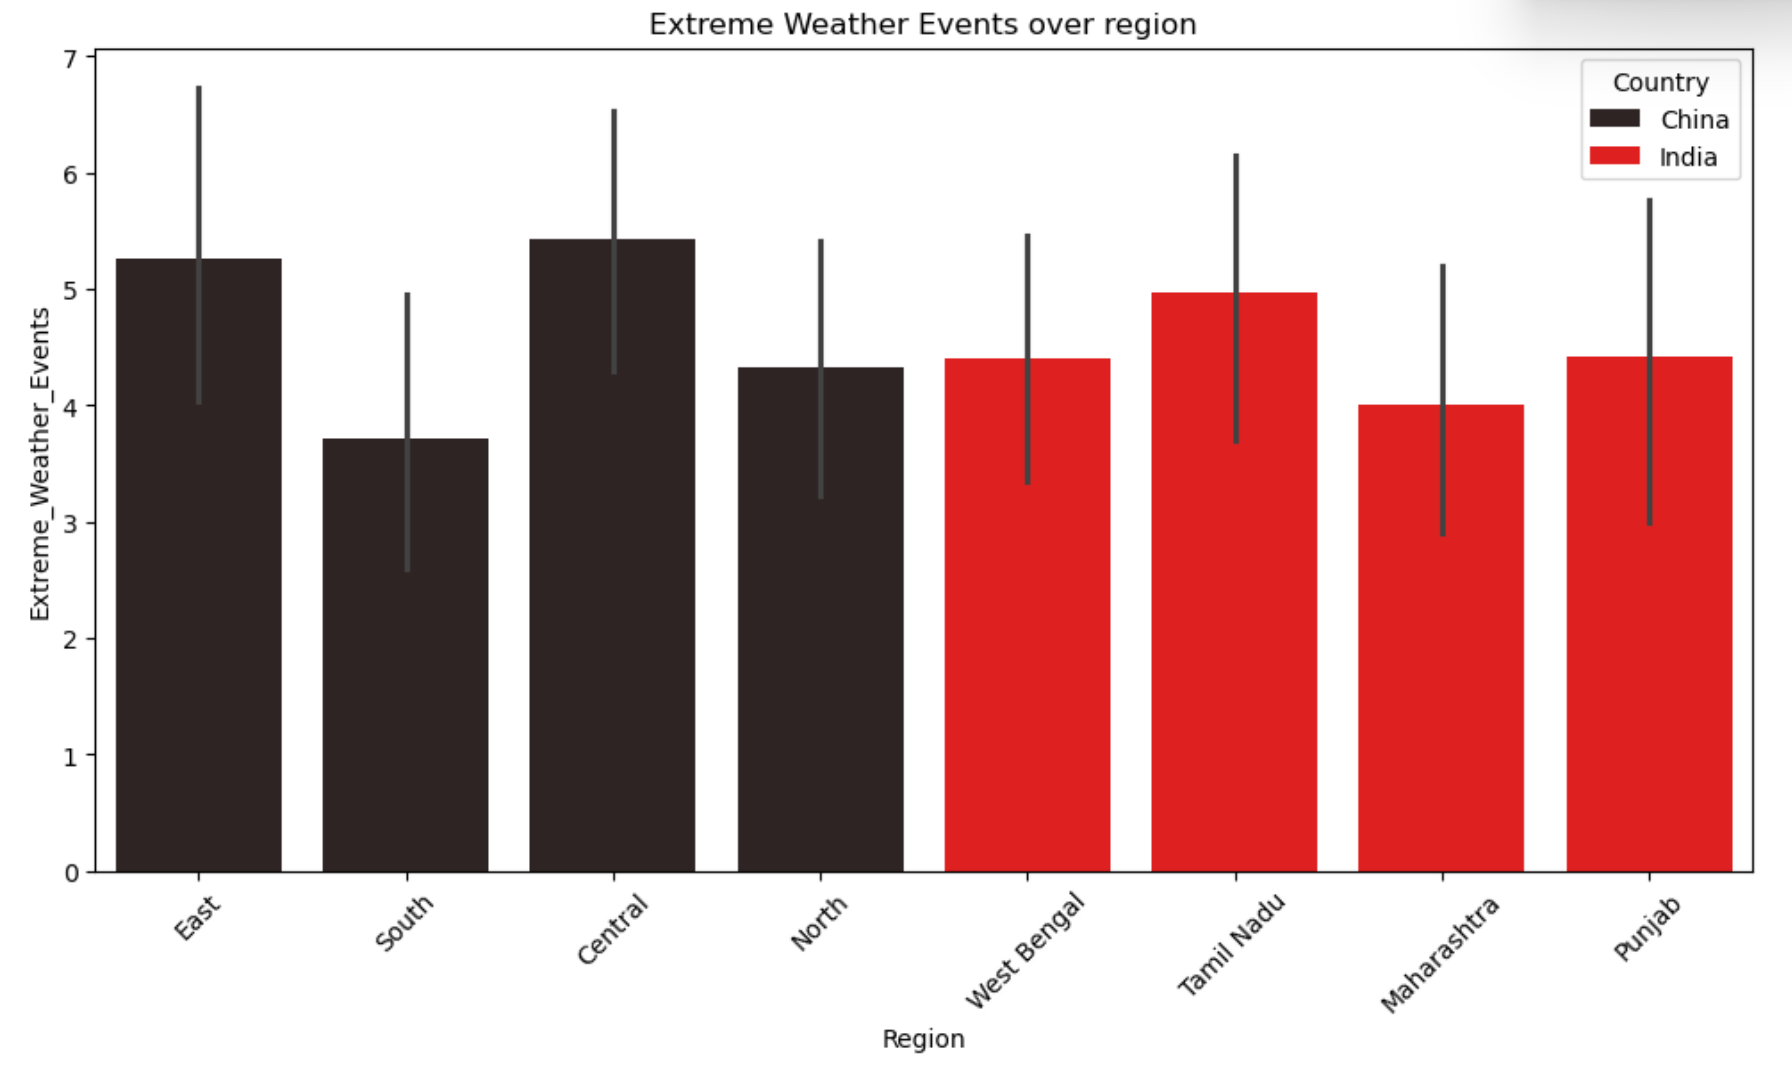 Extreme Weather Events over region
Extreme_Weather_Events
7
6
5
4
3
2
1
0
Country
China
India
East
South
Central
North
West Bengal
Tamil Nadu
Maharashtra
Punjab
Region